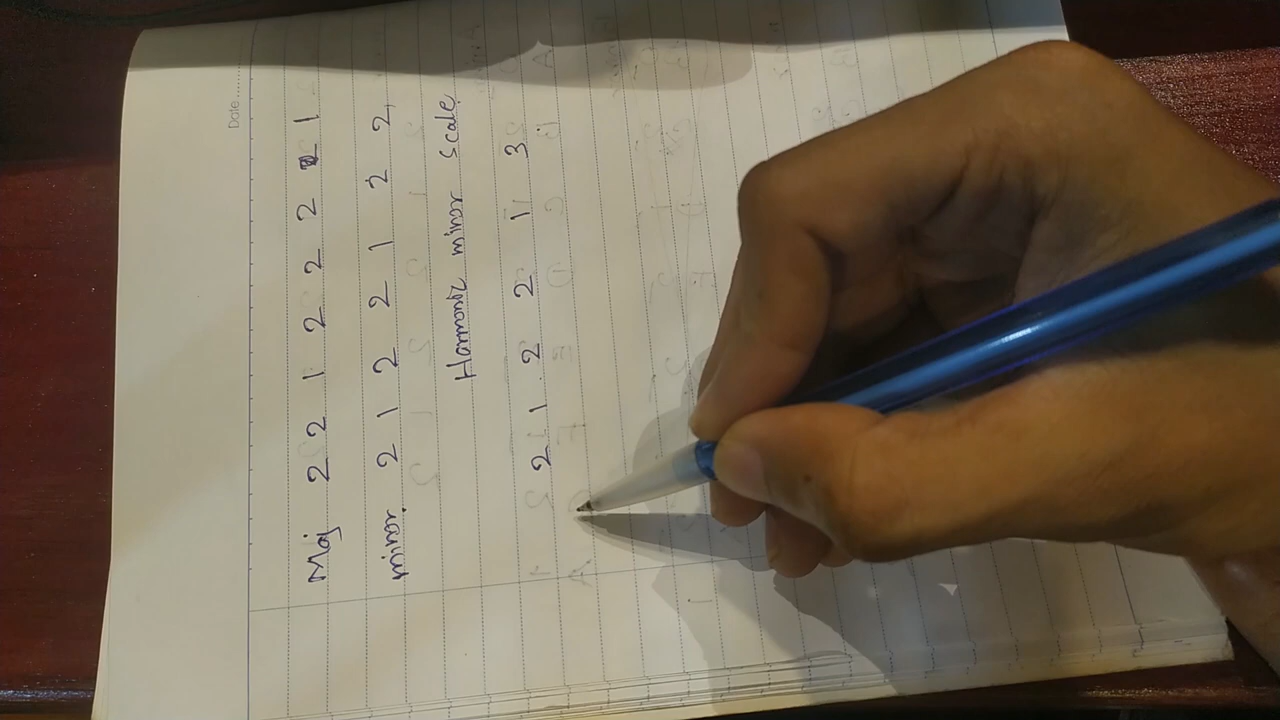 Date........
Maj 2 2 1 2 2 2 1
minor. 2 1 2 2 1 2 2,
Harmonic minor scale
2 1 2 2 1 3